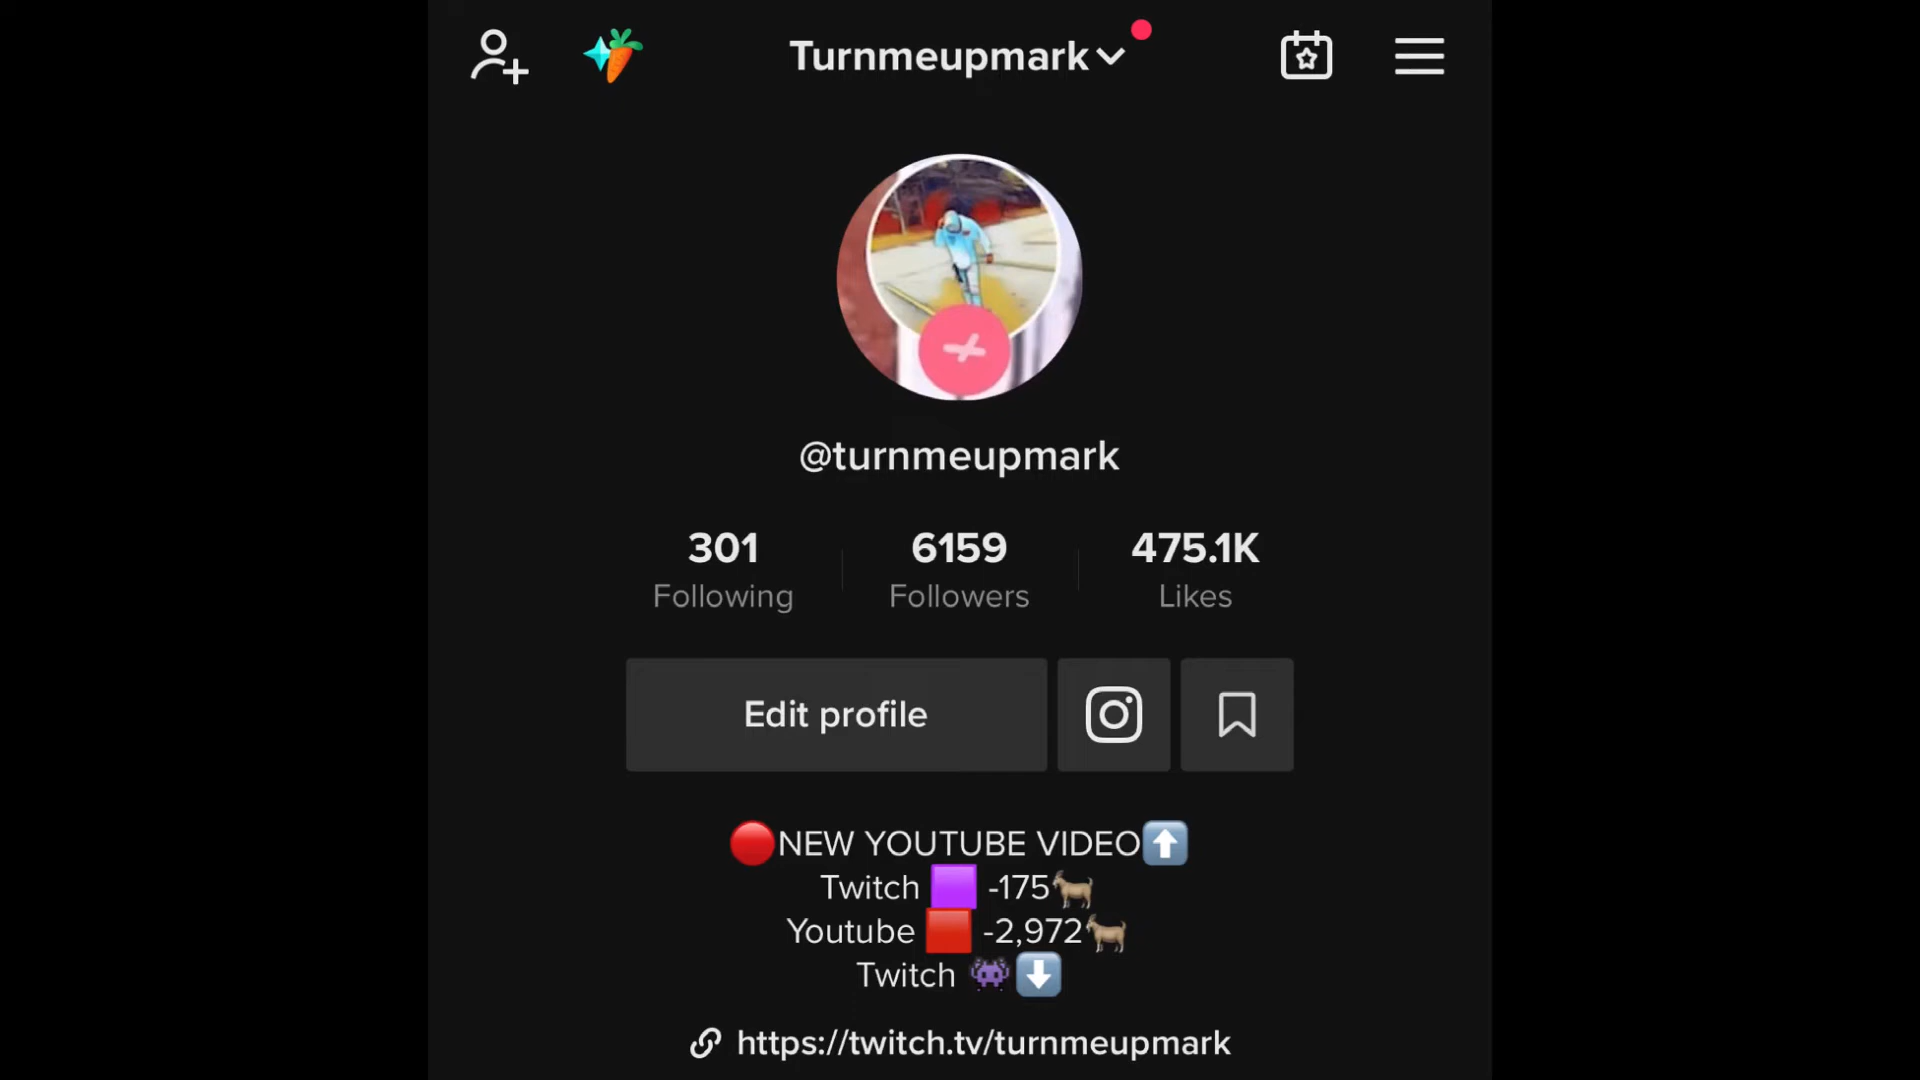 Turnmeupmark
@turnmeupmark
301 6159 475.1K
Following Followers Likes
Edit profile
🔴NEW YOUTUBE VIDEO⬆️
Twitch 🟪 -175🐐
Youtube 🟥 -2,972🐐
Twitch 👾⬇️
https://twitch.tv/turnmeupmark